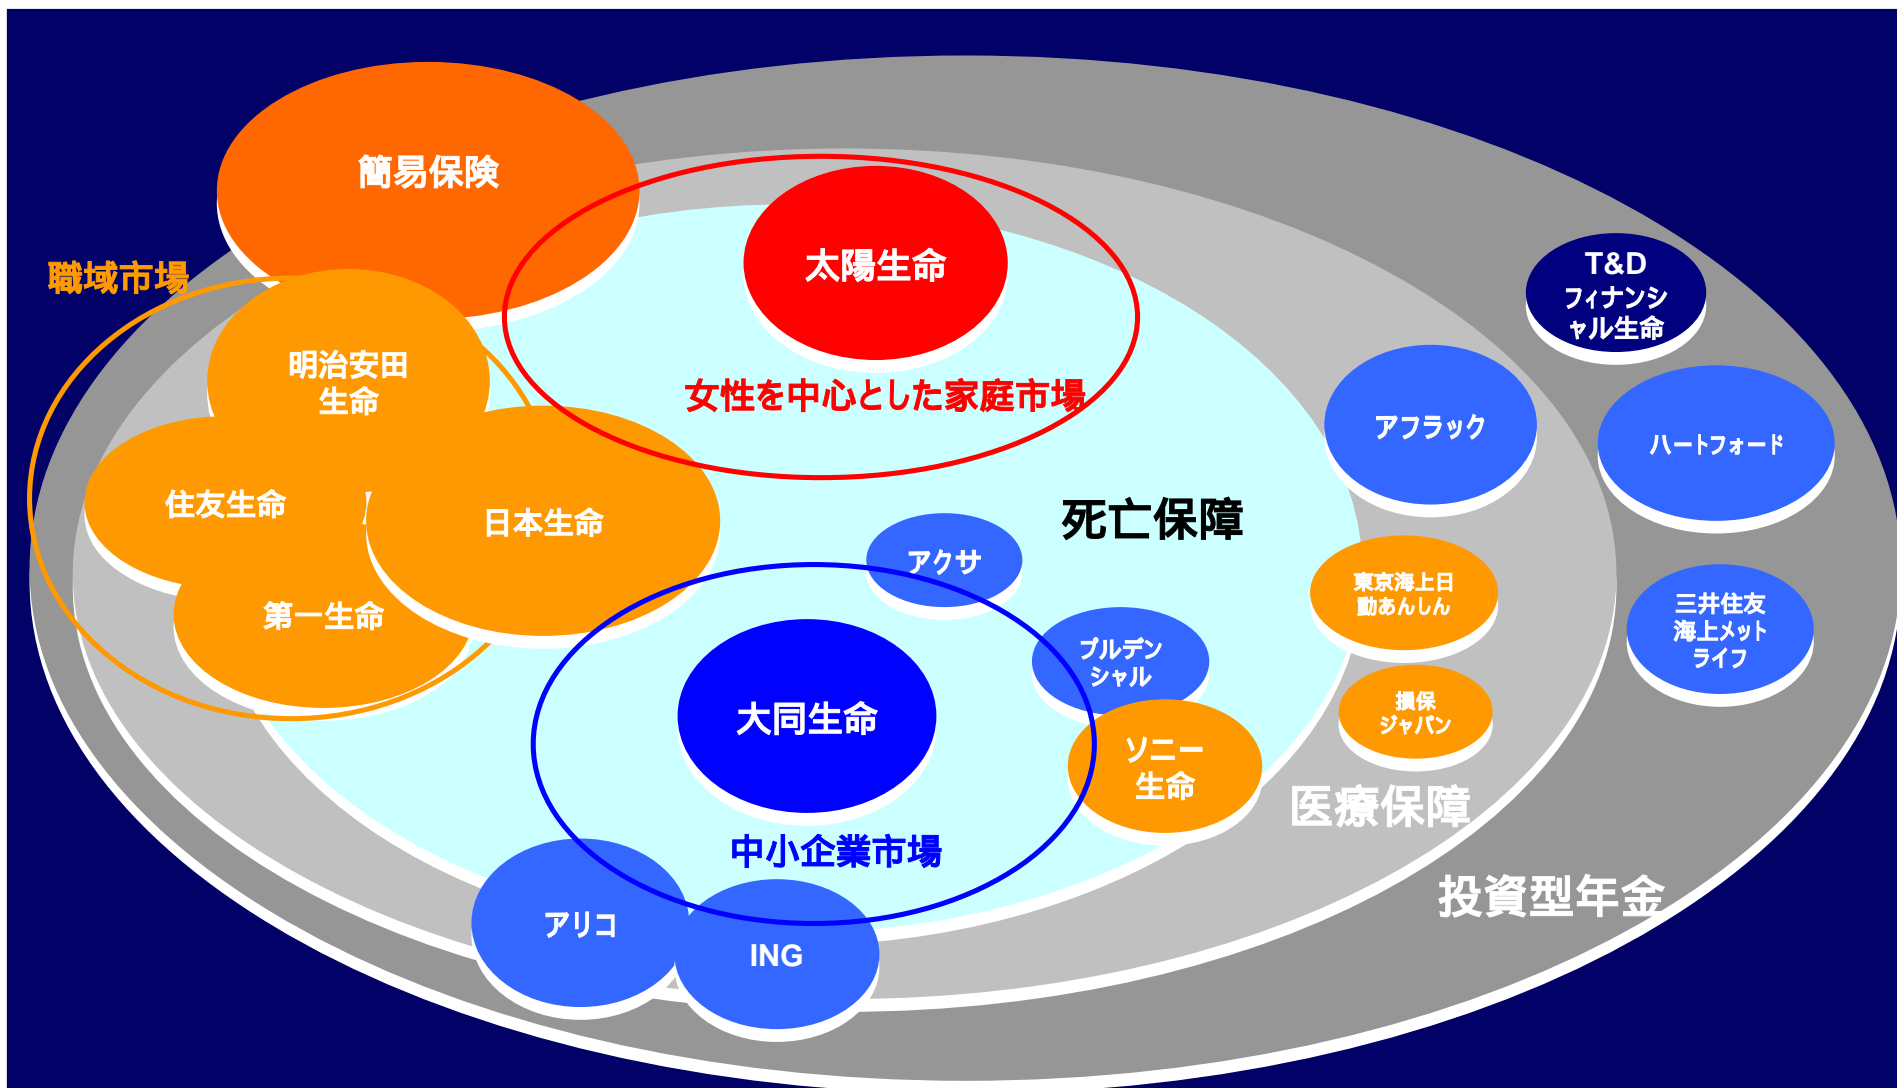 簡易保険
太陽生命
職域市場
T&D
フィナンシ
ャル生命
明治安田
生命
女性を中心とした家庭市場
アフラック
ハートフォード
住友生命
日本生命
死亡保障
アクサ
東京海上日
動あんしん
第一生命
三井住友
海上メット
ライフ
プルデン
シャル
大同生命
損保
ジャパン
ソニー
生命
医療保障
中小企業市場
投資型年金
アリコ
ING